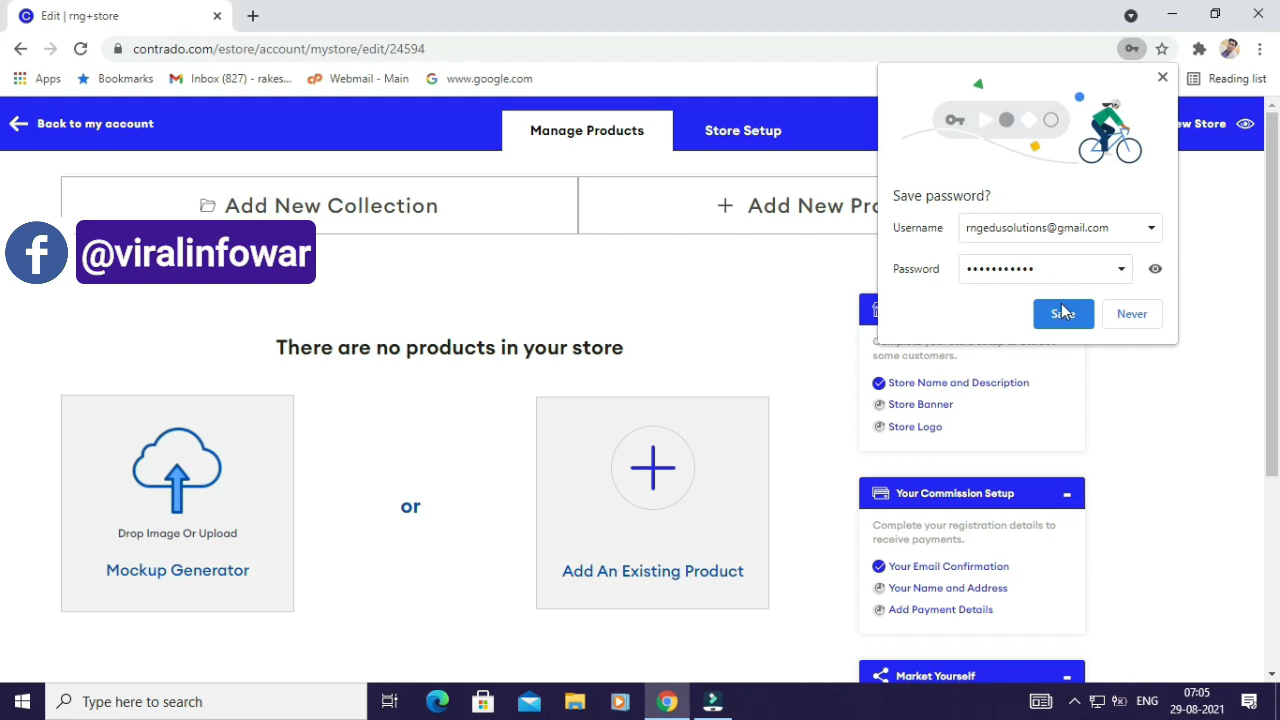 Edit | rng+store
contrado.com/estore/account/mystore/edit/24594
Apps Bookmarks Inbox (827) - rakes... Webmail - Main www.google.com Reading list
Back to my account
Manage Products
Store Setup
ew Store
Add New Collection
+ Add New Pro
f @viralinfowar
Save password?
Username rngedusolutions@gmail.com
Password •••••••••••
Never
There are no products in your store
Drop Image Or Upload
Mockup Generator
or
Add An Existing Product
some customers.
Store Name and Description
Store Banner
Store Logo
Your Commission Setup
Complete your registration details to
receive payments.
Your Email Confirmation
Your Name and Address
Add Payment Details
Market Yourself
Type here to search
ENG
07:05
29-08-2021